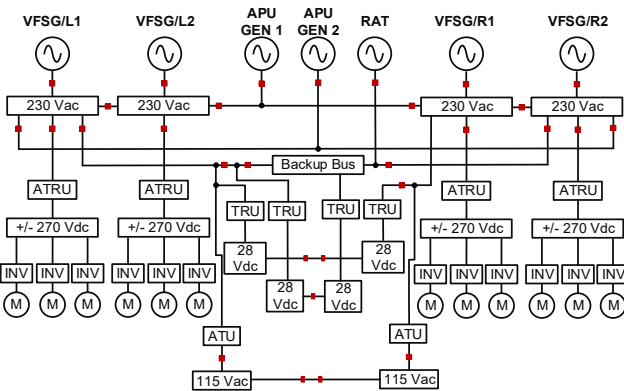 VFSG/L1
VFSG/L2
APU
GEN 1
APU
GEN 2
RAT
VFSG/R1
VFSG/R2
230 Vac
230 Vac
230 Vac
230 Vac
Backup Bus
ATRU
ATRU
ATRU
ATRU
TRU
TRU
TRU
TRU
+/- 270 Vdc
+/- 270 Vdc
+/- 270 Vdc
+/- 270 Vdc
28
Vdc
28
Vdc
INV
INV
INV
INV
INV
INV
INV
INV
INV
INV
INV
INV
28
Vdc
28
Vdc
M
M
M
M
M
M
M
M
M
M
M
M
ATU
ATU
115 Vac
115 Vac